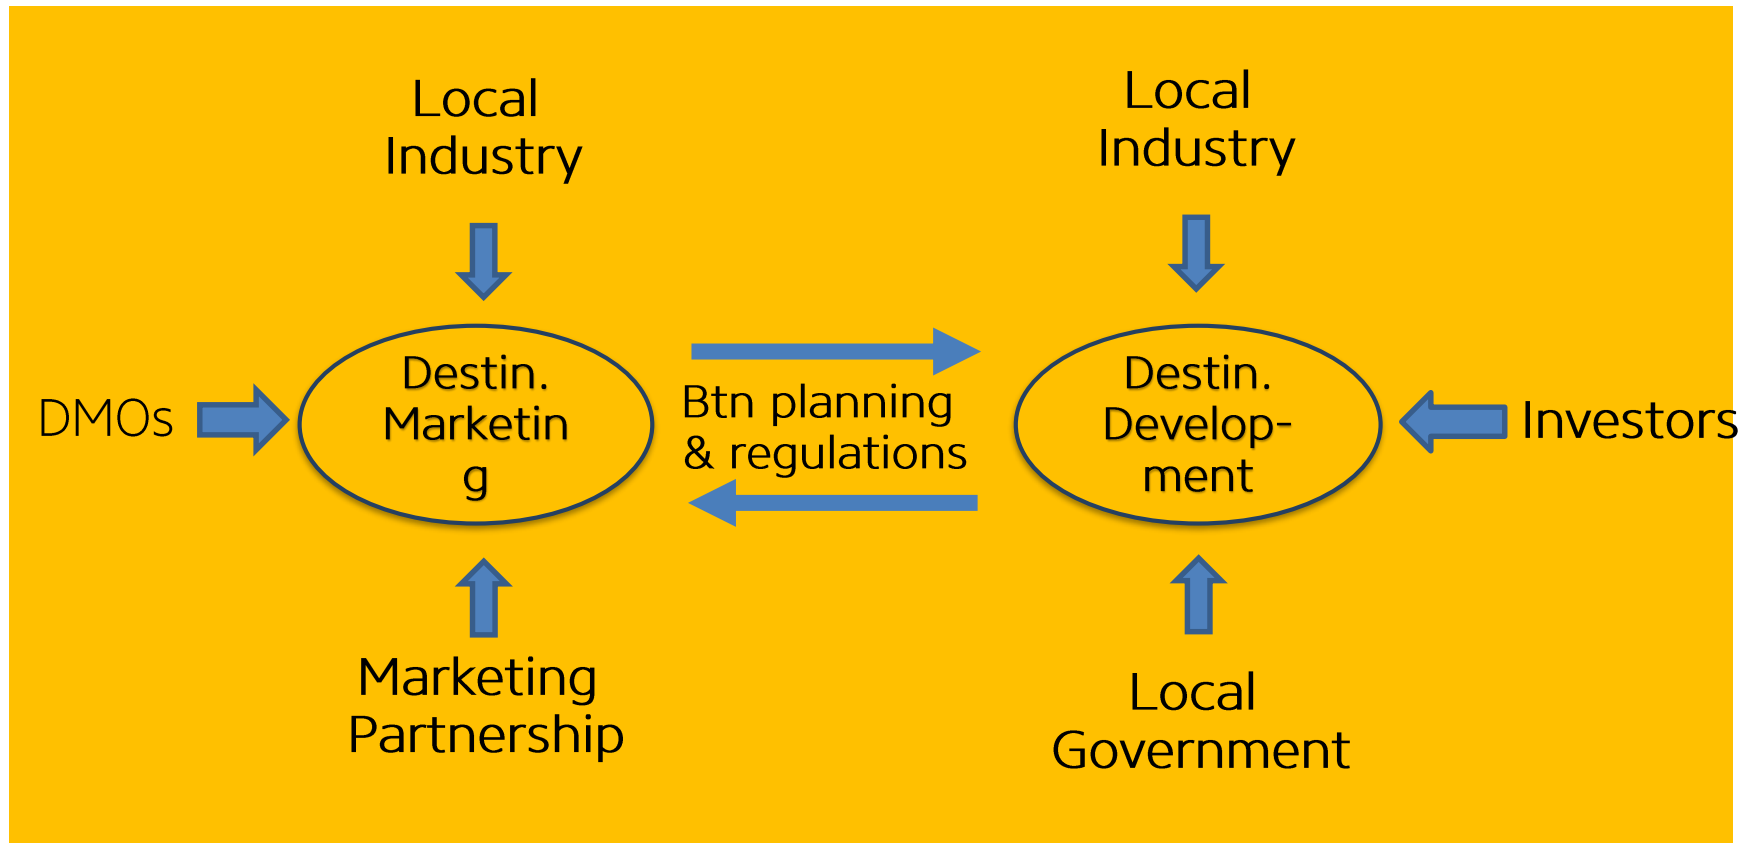 Local
Industry
Local
Industry
DMOs
Destin.
Marketin
g
Btn planning
& regulations
Destin.
Develop-
ment
Investors
Marketing
Partnership
Local
Government